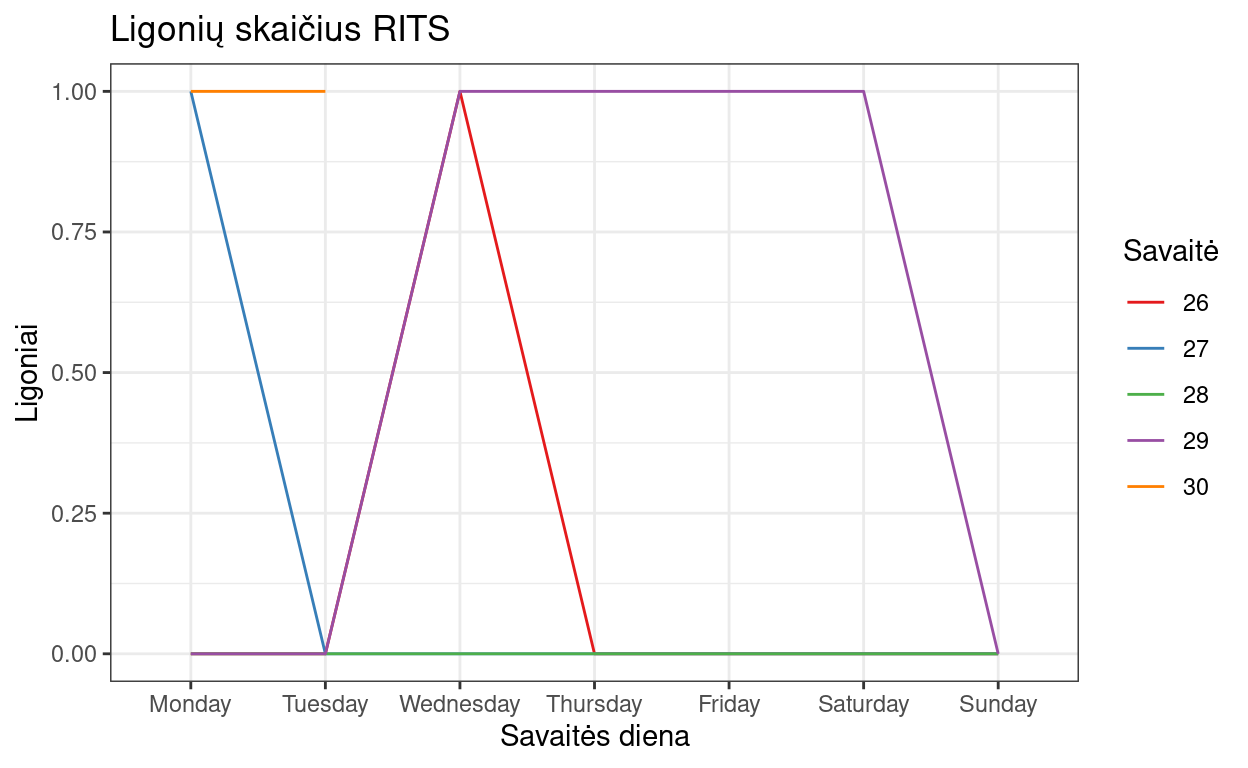 Ligonių skaičius RITS
1.00
0.75
0.50
0.25
0.00
Ligoniai
Monday Tuesday Wednesday Thursday Friday Saturday Sunday
Savaitės diena
Savaitė
26
27
28
29
30